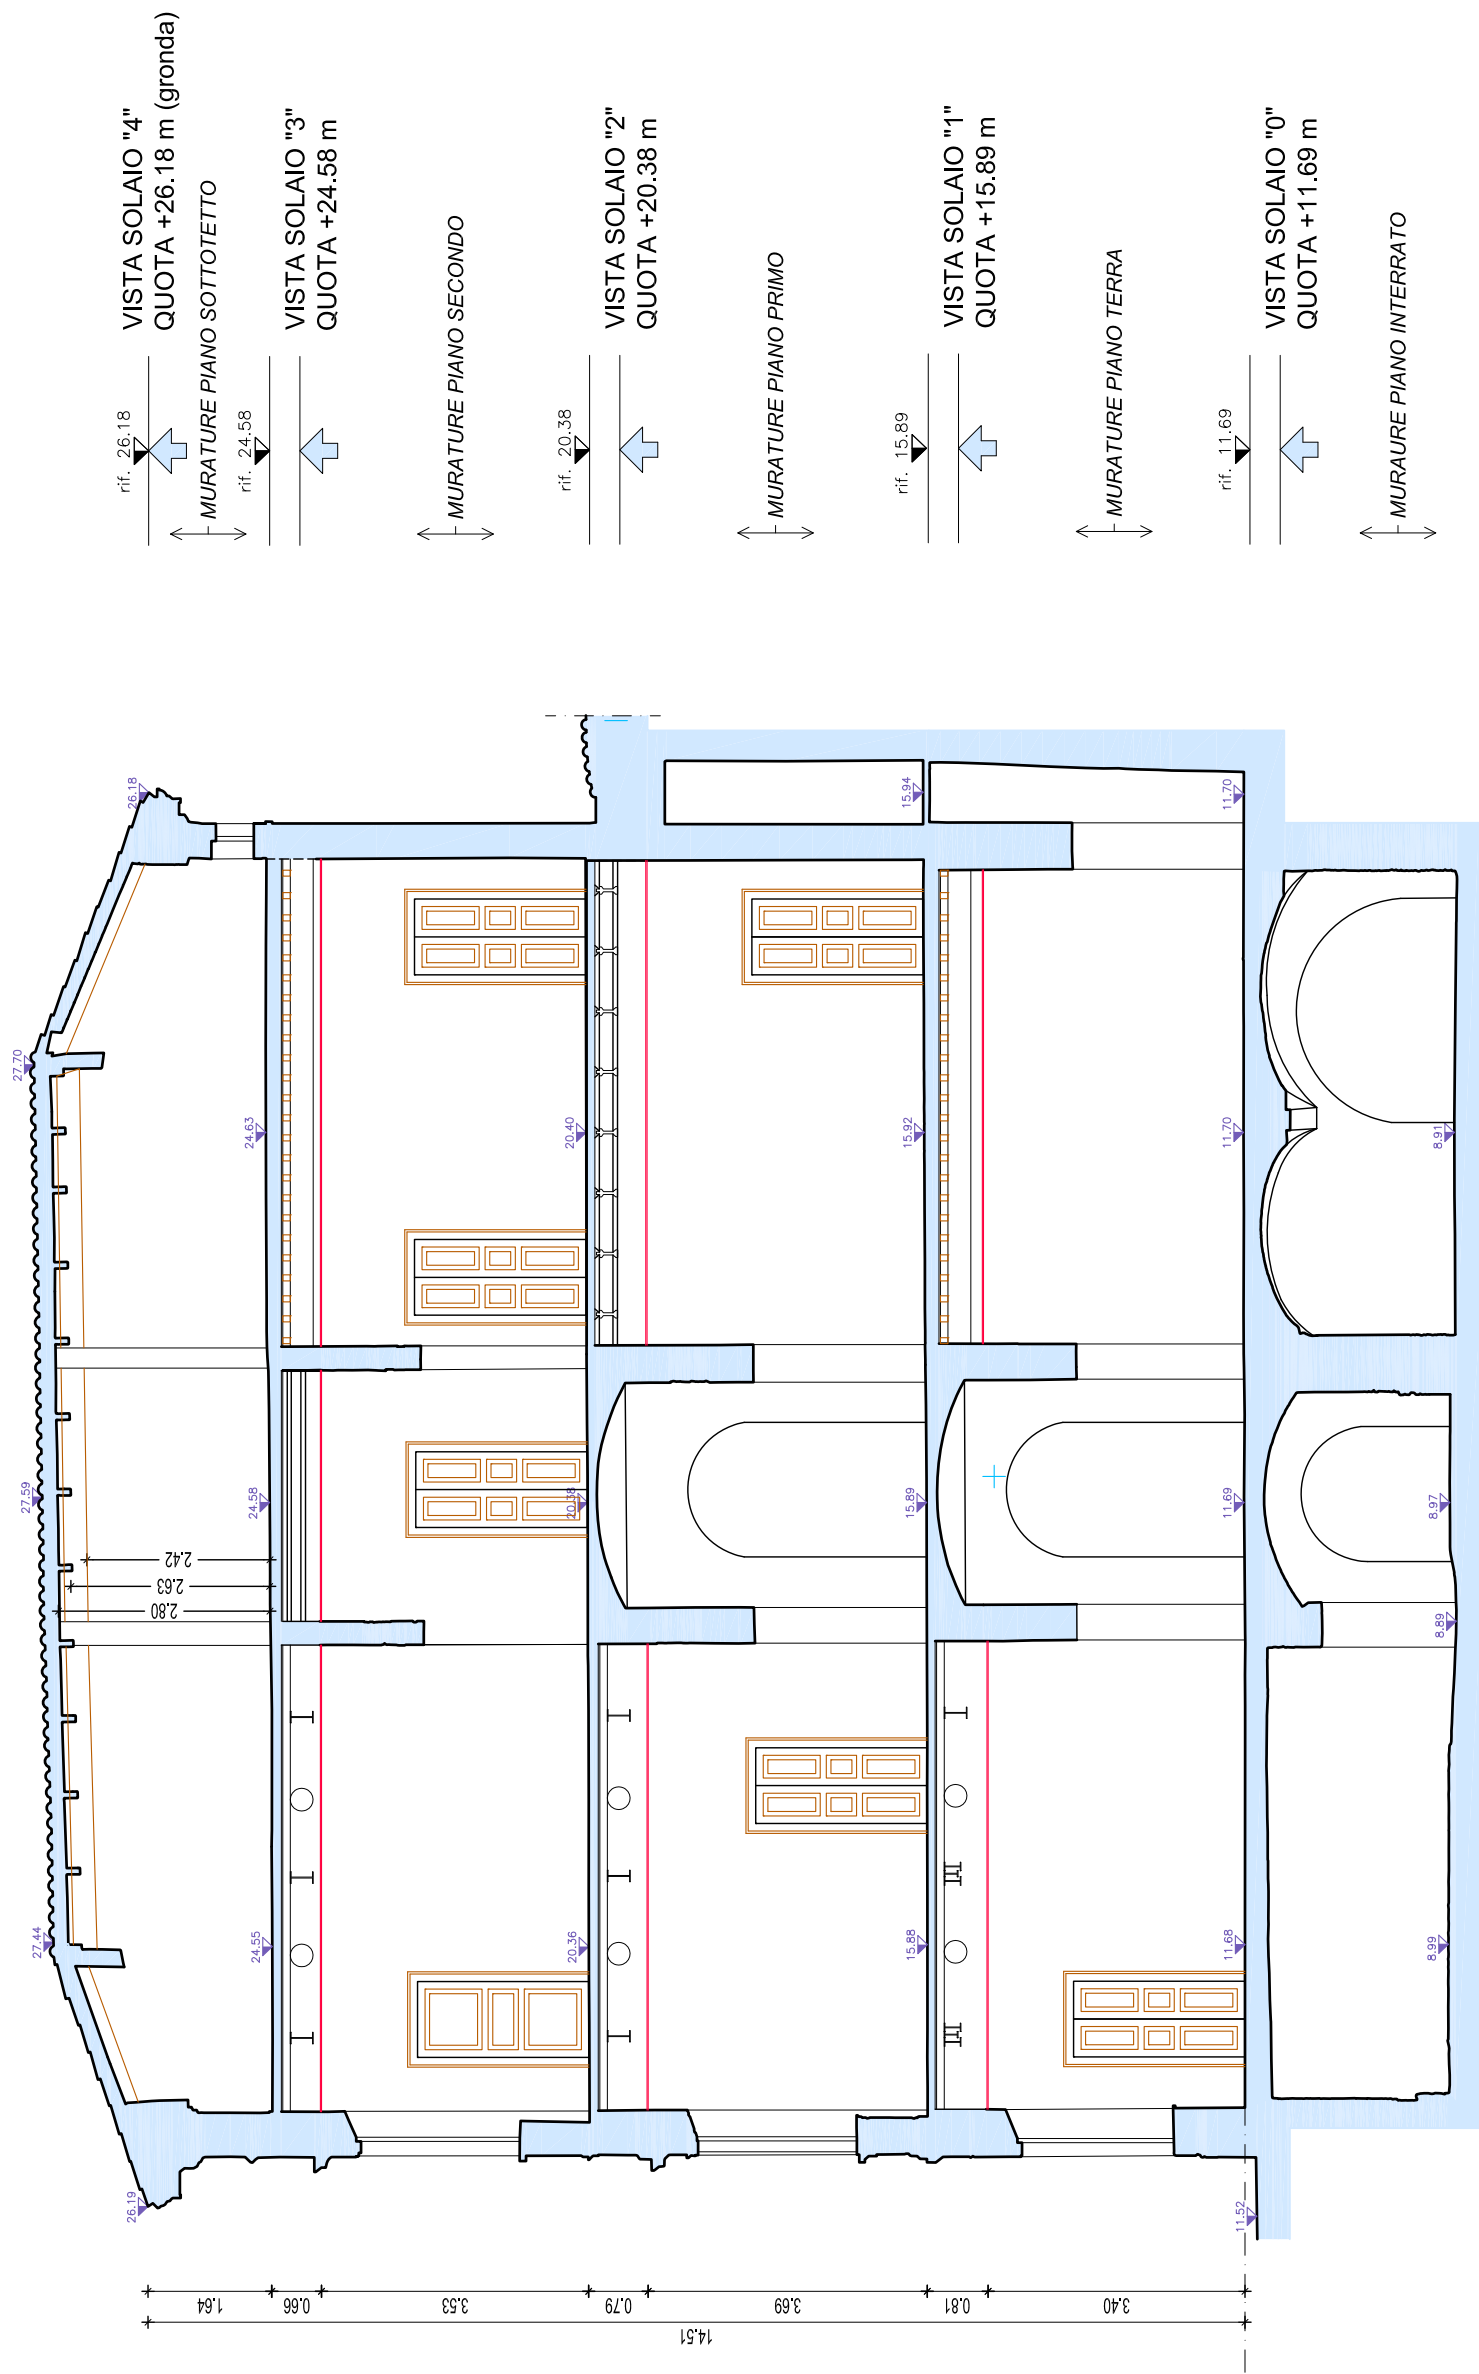 VISTA SOLAIO "4"
QUOTA +26.18 m (gronda)
rif. 26.18
MURATURE PIANO SOTTOTETTO
VISTA SOLAIO "3"
QUOTA +24.58 m
rif. 24.58
MURATURE PIANO SECONDO
VISTA SOLAIO "2"
QUOTA +20.38 m
rif. 20.38
MURATURE PIANO PRIMO
VISTA SOLAIO "1"
QUOTA +15.89 m
rif. 15.89
MURATURE PIANO TERRA
VISTA SOLAIO "0"
QUOTA +11.69 m
rif. 11.69
MURAURE PIANO INTERRATO
26.18
15.94
11.70
27.70
24.63
20.40
15.92
11.70
8.91
27.59
24.58
20.38
15.89
11.69
8.97
2.42
2.63
2.80
8.89
27.44
24.55
20.36
15.88
11.68
8.99
26.19
11.52
1.64
0.66
3.53
0.79
3.69
0.81
3.40
14.51